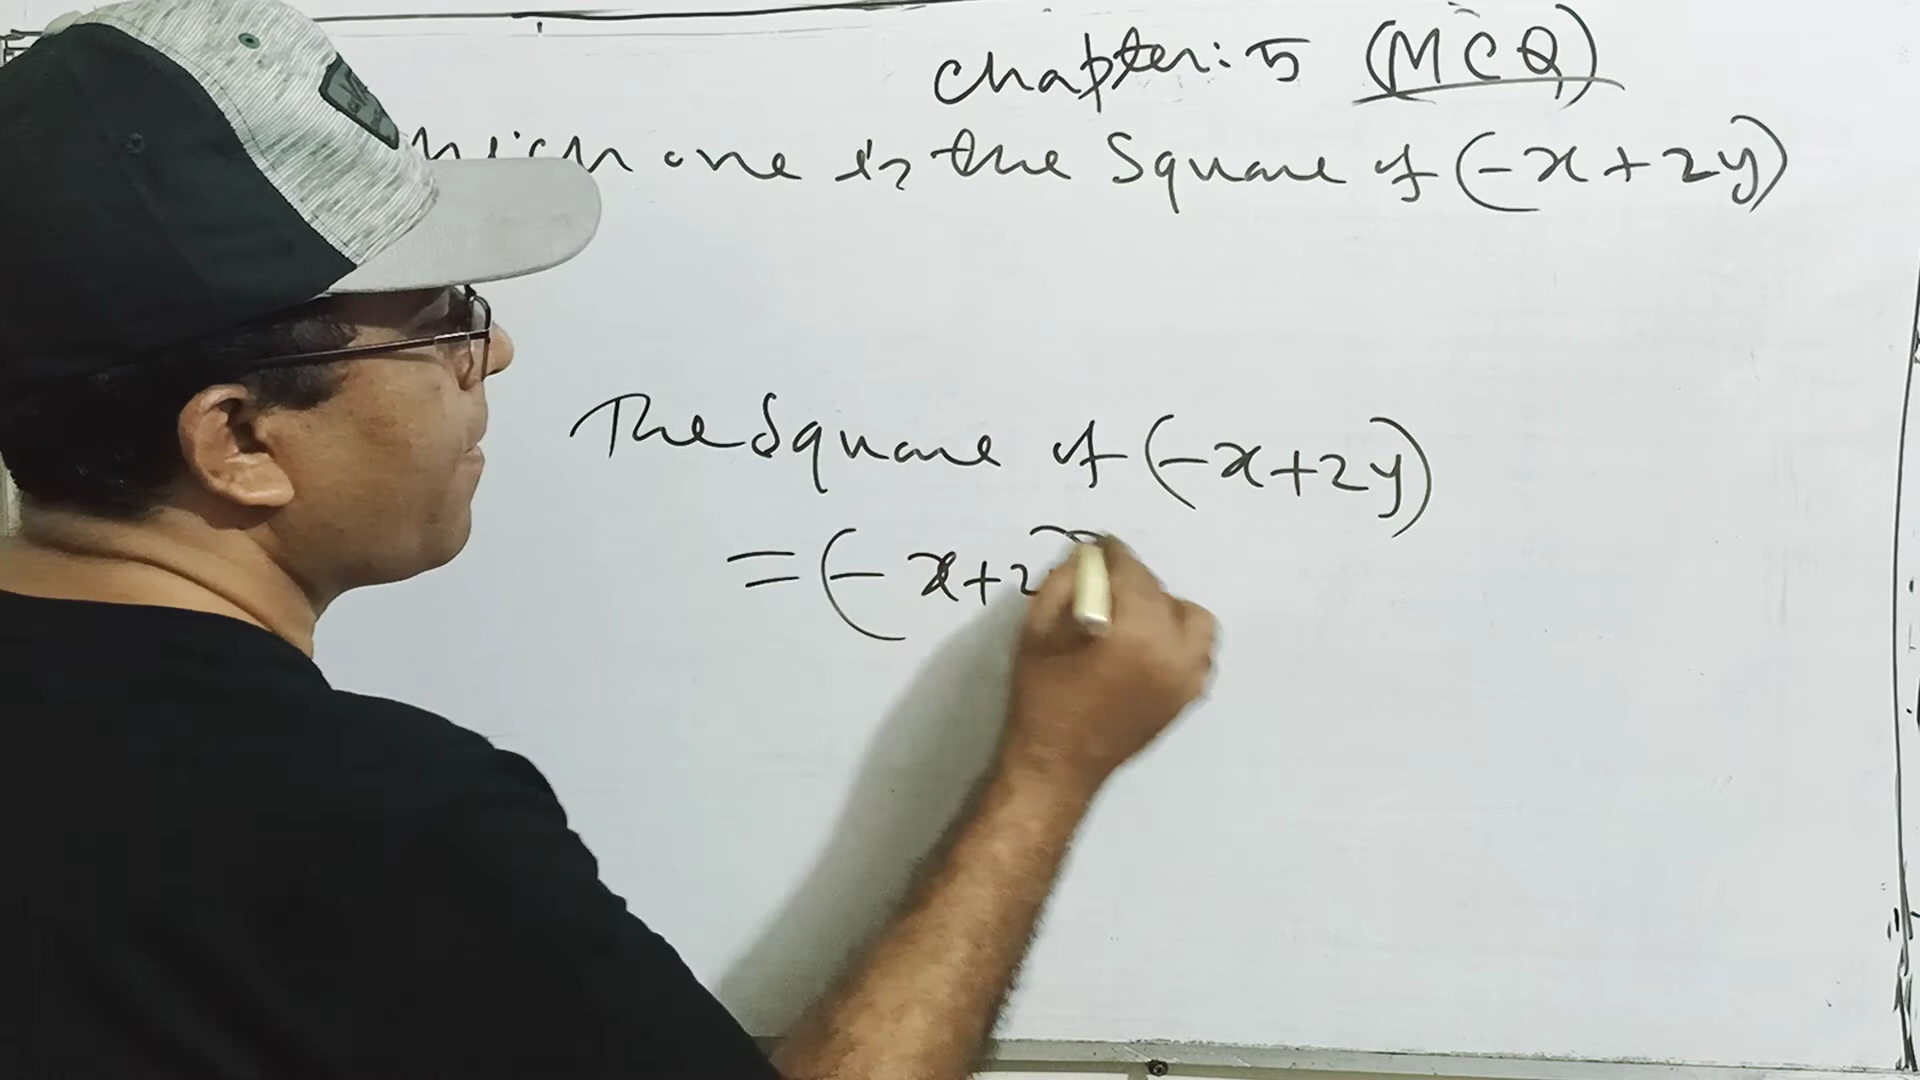 Chapter: 5 (MCQ)
one is the Square of (-x+2y)
The Square of (-x+2y)
= (-x+2